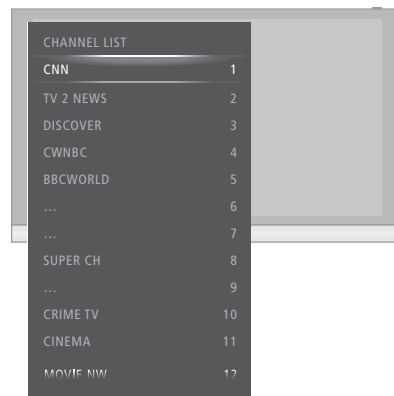 CHANNEL LIST
CNN 1
TV 2 NEWS 2
DISCOVER 3
CWNBC 4
BBCWORLD 5
... 6
... 7
SUPER CH 8
... 9
CRIME TV 10
CINEMA 11
MOVIE NW 12